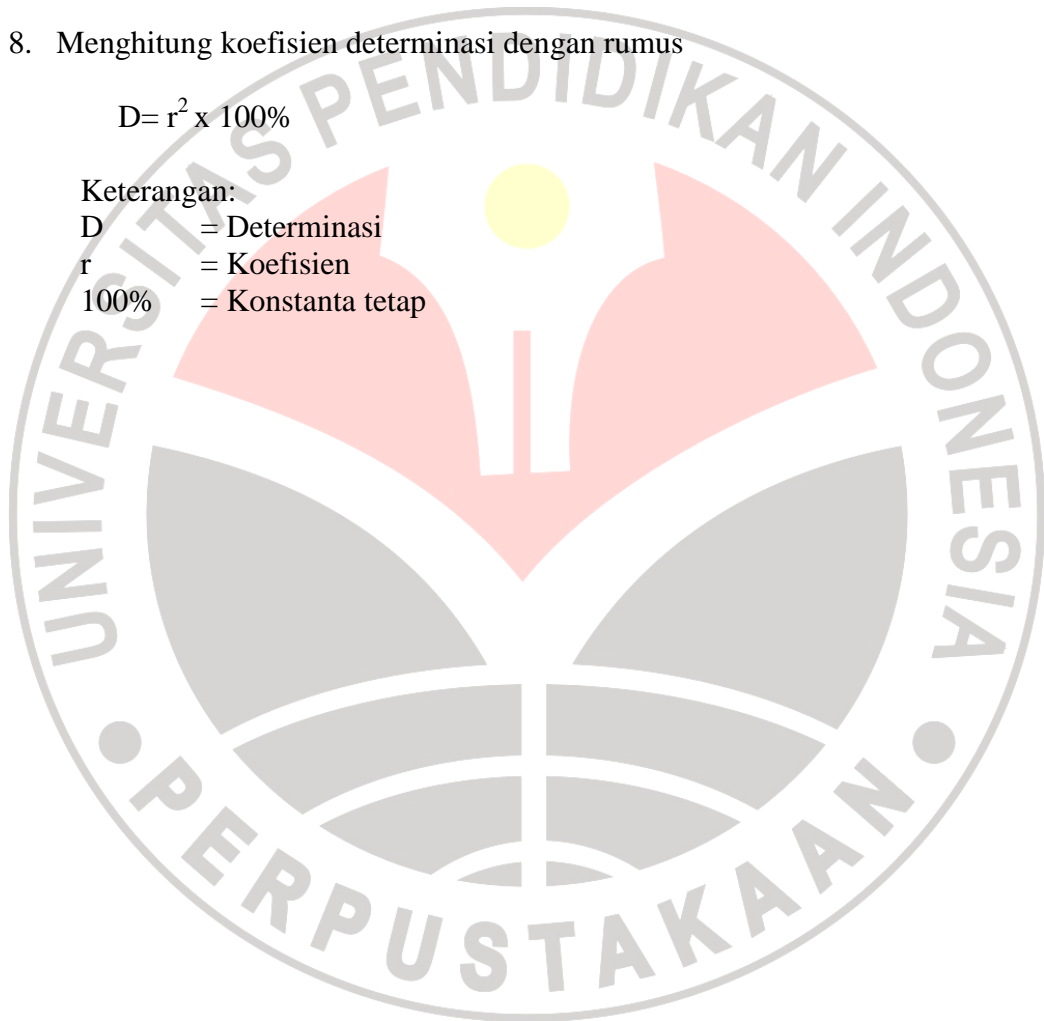 8. Menghitung koefisien determinasi dengan rumus
D= r² x 100%
Keterangan:
D = Determinasi
r = Koefisien
100% = Konstanta tetap
UNIVERSITAS PENDIDIKAN INDONESIA
PERPUSTAKAAN